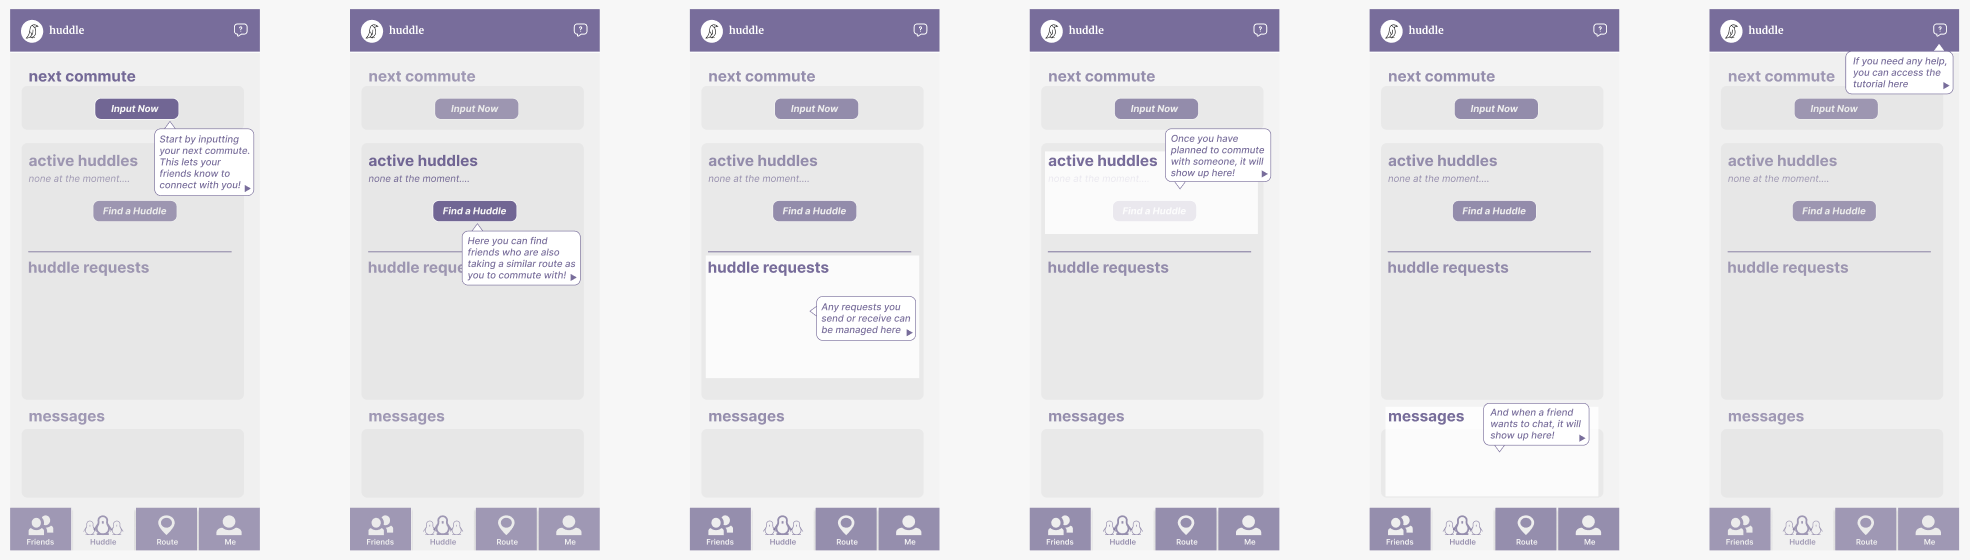 huddle
next commute
Input Now
Start by inputting
your next commute.
This lets your
friends know to
connect with you!
active huddles
none at the moment....
Find a Huddle
huddle requests
messages
Friends
Huddle
Route
Me
huddle
next commute
Input Now
active huddles
none at the moment....
Find a Huddle
Here you can find
friends who are also
taking a similar route as
you to commute with!
huddle reque
messages
Friends
Huddle
Route
Me
huddle
next commute
Input Now
active huddles
none at the moment....
Find a Huddle
huddle requests
Any requests you
send or receive can
be managed here
messages
Friends
Huddle
Route
Me
huddle
next commute
Input Now
Once you have
planned to commute
with someone, it will
show up here!
active huddles
none at the moment....
Find a Huddle
huddle requests
messages
Friends
Huddle
Route
Me
huddle
next commute
Input Now
active huddles
none at the moment....
Find a Huddle
huddle requests
messages
And when a friend
wants to chat, it will
show up here!
Friends
Huddle
Route
Me
huddle
If you need any help,
you can access the
tutorial here
next commute
Input Now
active huddles
none at the moment....
Find a Huddle
huddle requests
messages
Friends
Huddle
Route
Me